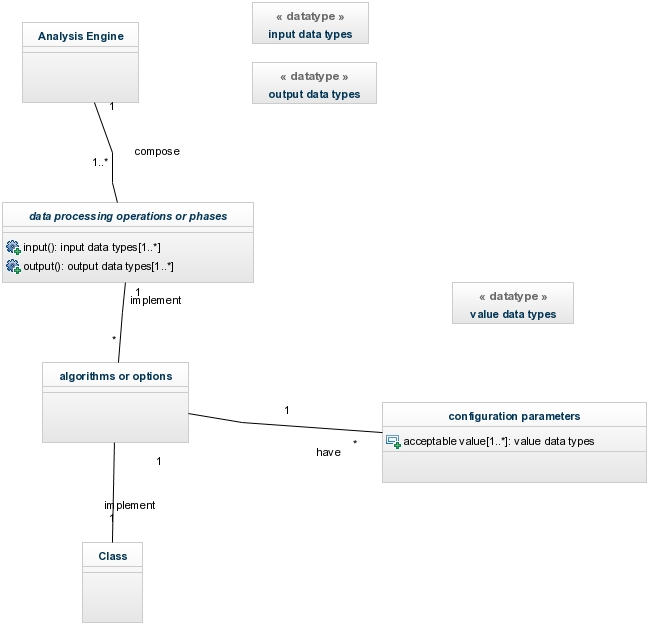 « datatype »
input data types
Analysis Engine
« datatype »
output data types
1
compose
1..*
data processing operations or phases
input(): input data types[1..*]
output(): output data types[1..*]
1
implement
« datatype »
value data types
*
algorithms or options
1
configuration parameters
acceptable value[1..*]: value data types
*
have
1
implement
1
Class